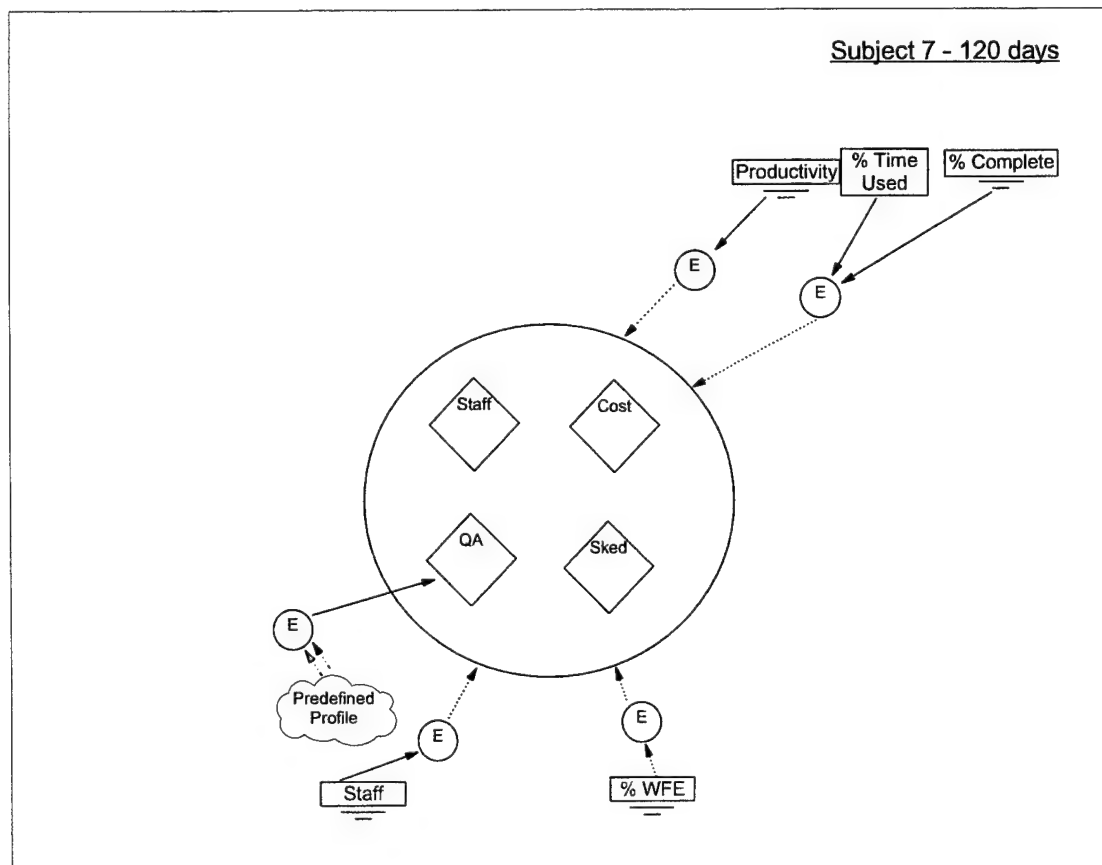 Subject 7 - 120 days
Productivity
% Time
Used
% Complete
E
E
Staff
Cost
QA
Sked
E
Predefined
Profile
E
E
Staff
% WFE